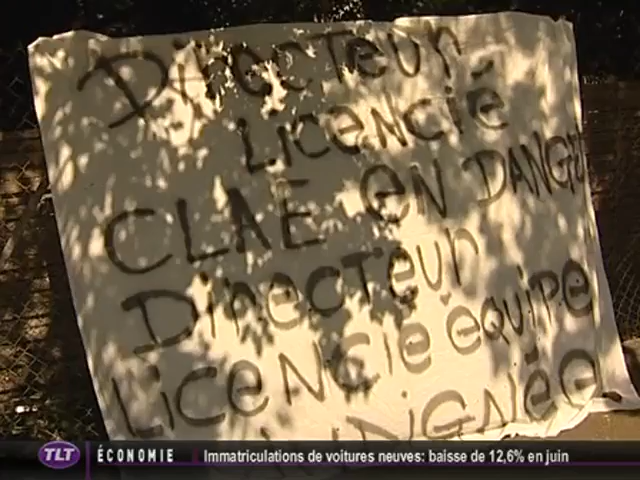 Directeur
Licencié
CLAE en DANGE
Directeur
Licencié équipe
TLT ÉCONOMIE Immatriculations de voitures neuves: baisse de 12,6% en juin